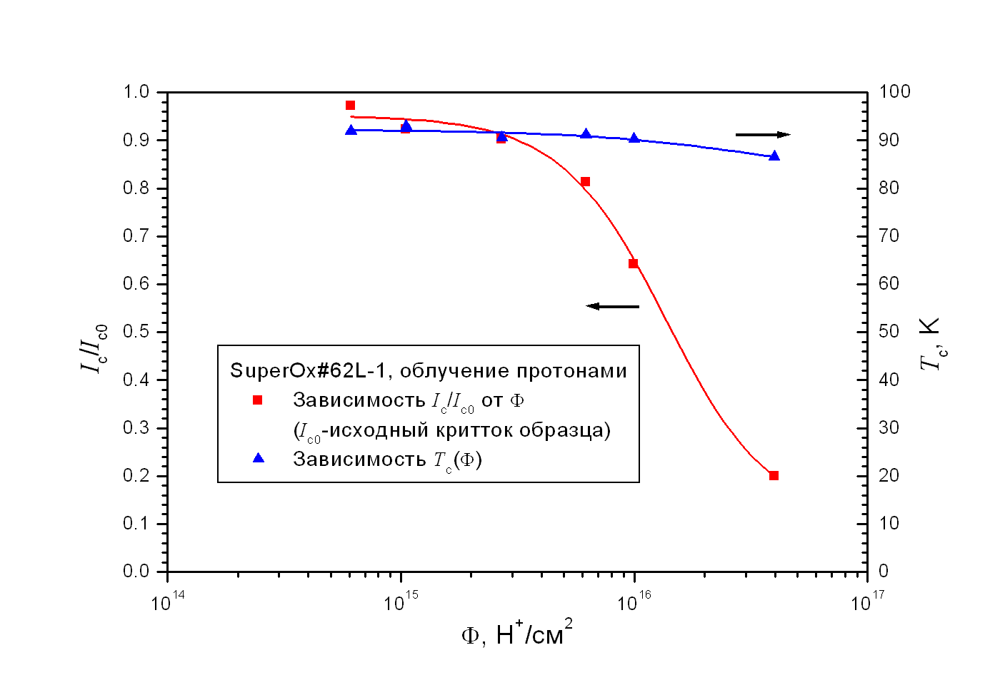 1.0
0.9
0.8
0.7
0.6
0.5
0.4
0.3
0.2
0.1
0.0
I_c/I_c0
100
90
80
70
60
50
40
30
20
10
0
T_c, K
SuperOx#62L-1, облучение протонами
Зависимость I_c/I_c0 от Φ
(I_c0-исходный критток образца)
Зависимость T_c(Φ)
10^14 10^15 10^16 10^17
Φ, H^+/см^2